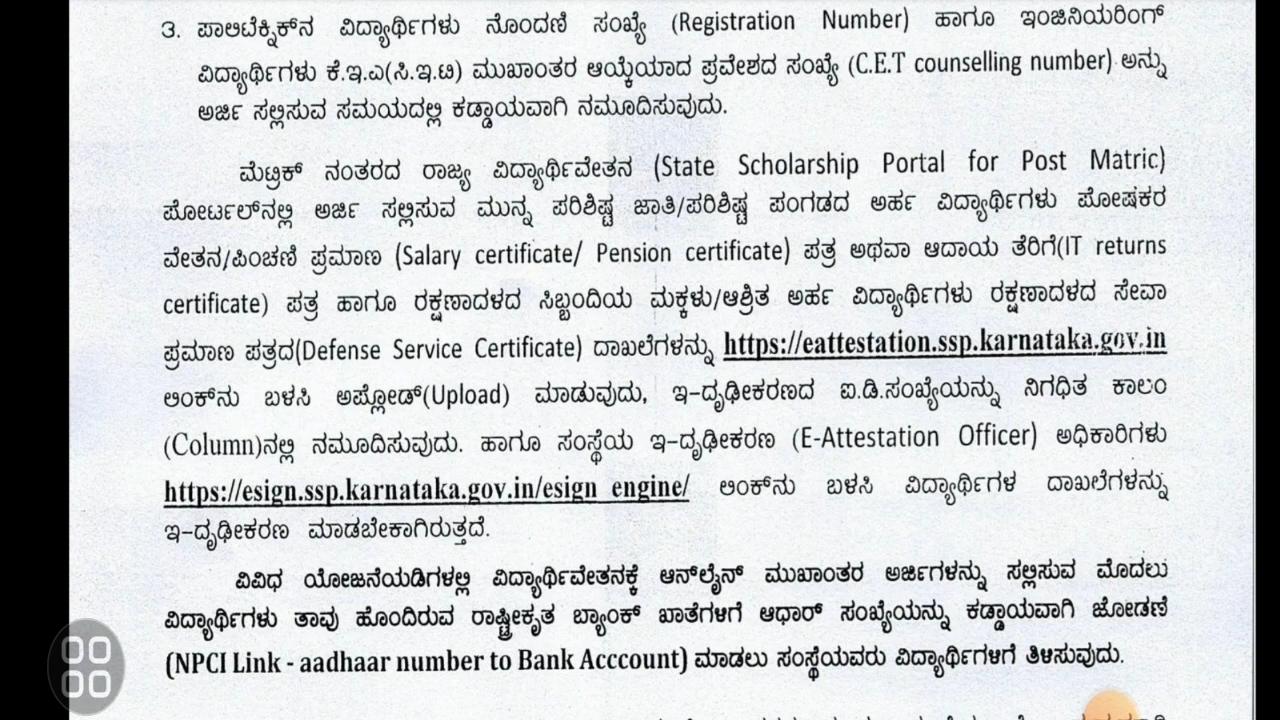 3. ಪಾಲಿಟೆಕ್ನಿಕ್‌ನ ವಿದ್ಯಾರ್ಥಿಗಳು ನೊಂದಣಿ ಸಂಖ್ಯೆ (Registration Number) ಹಾಗೂ ಇಂಜಿನಿಯರಿಂಗ್
ವಿದ್ಯಾರ್ಥಿಗಳು ಕೆ.ಇ.ಎ(ಸಿ.ಇ.ಟಿ) ಮುಖಾಂತರ ಆಯ್ಕೆಯಾದ ಪ್ರವೇಶದ ಸಂಖ್ಯೆ (C.E.T counselling number) ಅನ್ನು
ಅರ್ಜಿ ಸಲ್ಲಿಸುವ ಸಮಯದಲ್ಲಿ ಕಡ್ಡಾಯವಾಗಿ ನಮೂದಿಸುವುದು.
ಮೆಟ್ರಿಕ್ ನಂತರದ ರಾಜ್ಯ ವಿದ್ಯಾರ್ಥಿವೇತನ (State Scholarship Portal for Post Matric)
ಪೋರ್ಟಲ್‌ನಲ್ಲಿ ಅರ್ಜಿ ಸಲ್ಲಿಸುವ ಮುನ್ನ ಪರಿಶಿಷ್ಟ ಜಾತಿ/ಪರಿಶಿಷ್ಟ ಪಂಗಡದ ಅರ್ಹ ವಿದ್ಯಾರ್ಥಿಗಳು ಪೋಷಕರ
ವೇತನ/ಪಿಂಚಣಿ ಪ್ರಮಾಣ (Salary certificate/ Pension certificate) ಪತ್ರ ಅಥವಾ ಆದಾಯ ತೆರಿಗೆ(IT returns
certificate) ಪತ್ರ ಹಾಗೂ ರಕ್ಷಣಾದಳದ ಸಿಬ್ಬಂದಿಯ ಮಕ್ಕಳು/ಆಶ್ರಿತ ಅರ್ಹ ವಿದ್ಯಾರ್ಥಿಗಳು ರಕ್ಷಣಾದಳದ ಸೇವಾ
ಪ್ರಮಾಣ ಪತ್ರದ(Defense Service Certificate) ದಾಖಲೆಗಳನ್ನು https://eattestation.ssp.karnataka.gov.in
ಲಿಂಕ್‌ನು ಬಳಸಿ ಅಪ್ಲೋಡ್(Upload) ಮಾಡುವುದು, ಇ-ದೃಢೀಕರಣದ ಐ.ಡಿ.ಸಂಖ್ಯೆಯನ್ನು ನಿಗಧಿತ ಕಾಲಂ
(Column)ನಲ್ಲಿ ನಮೂದಿಸುವುದು. ಹಾಗೂ ಸಂಸ್ಥೆಯ ಇ-ದೃಢೀಕರಣ (E-Attestation Officer) ಅಧಿಕಾರಿಗಳು
https://esign.ssp.karnataka.gov.in/esign_engine/ ಲಿಂಕ್‌ನು ಬಳಸಿ ವಿದ್ಯಾರ್ಥಿಗಳ ದಾಖಲೆಗಳನ್ನು
ಇ-ದೃಢೀಕರಣ ಮಾಡಬೇಕಾಗಿರುತ್ತದೆ.
ವಿವಿಧ ಯೋಜನೆಯಡಿಗಳಲ್ಲಿ ವಿದ್ಯಾರ್ಥಿವೇತನಕ್ಕೆ ಆನ್‌ಲೈನ್ ಮುಖಾಂತರ ಅರ್ಜಿಗಳನ್ನು ಸಲ್ಲಿಸುವ ಮೊದಲು
ವಿದ್ಯಾರ್ಥಿಗಳು ತಾವು ಹೊಂದಿರುವ ರಾಷ್ಟ್ರೀಕೃತ ಬ್ಯಾಂಕ್ ಖಾತೆಗಳಿಗೆ ಆಧಾರ್ ಸಂಖ್ಯೆಯನ್ನು ಕಡ್ಡಾಯವಾಗಿ ಜೋಡಣೆ
(NPCI Link - aadhaar number to Bank Acccount) ಮಾಡಲು ಸಂಸ್ಥೆಯವರು ವಿದ್ಯಾರ್ಥಿಗಳಿಗೆ ತಿಳಿಸುವುದು.